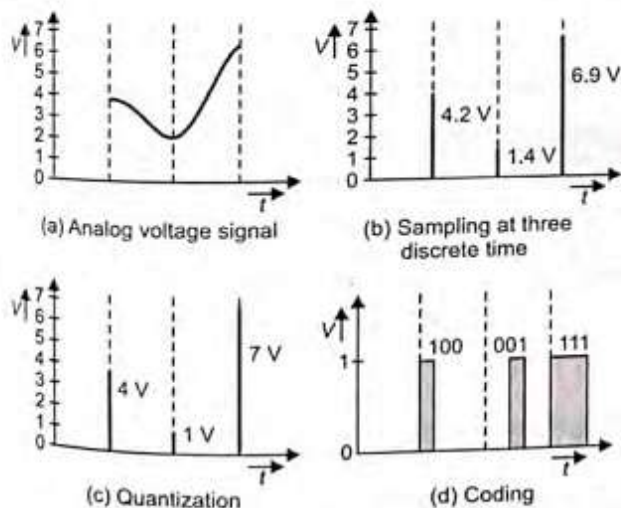 V
7
6
5
4
3
2
1
0
t
(a) Analog voltage signal
V
7
6
5
4
3
2
1
0
4.2 V
1.4 V
6.9 V
t
(b) Sampling at three
discrete time
V
7
6
5
4
3
2
1
0
4 V
1 V
7 V
t
(c) Quantization
V
1
0
100 001 111
t
(d) Coding